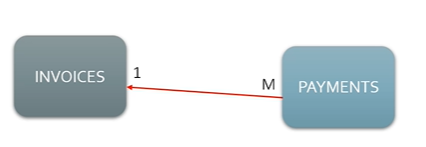 INVOICES
1
M
PAYMENTS